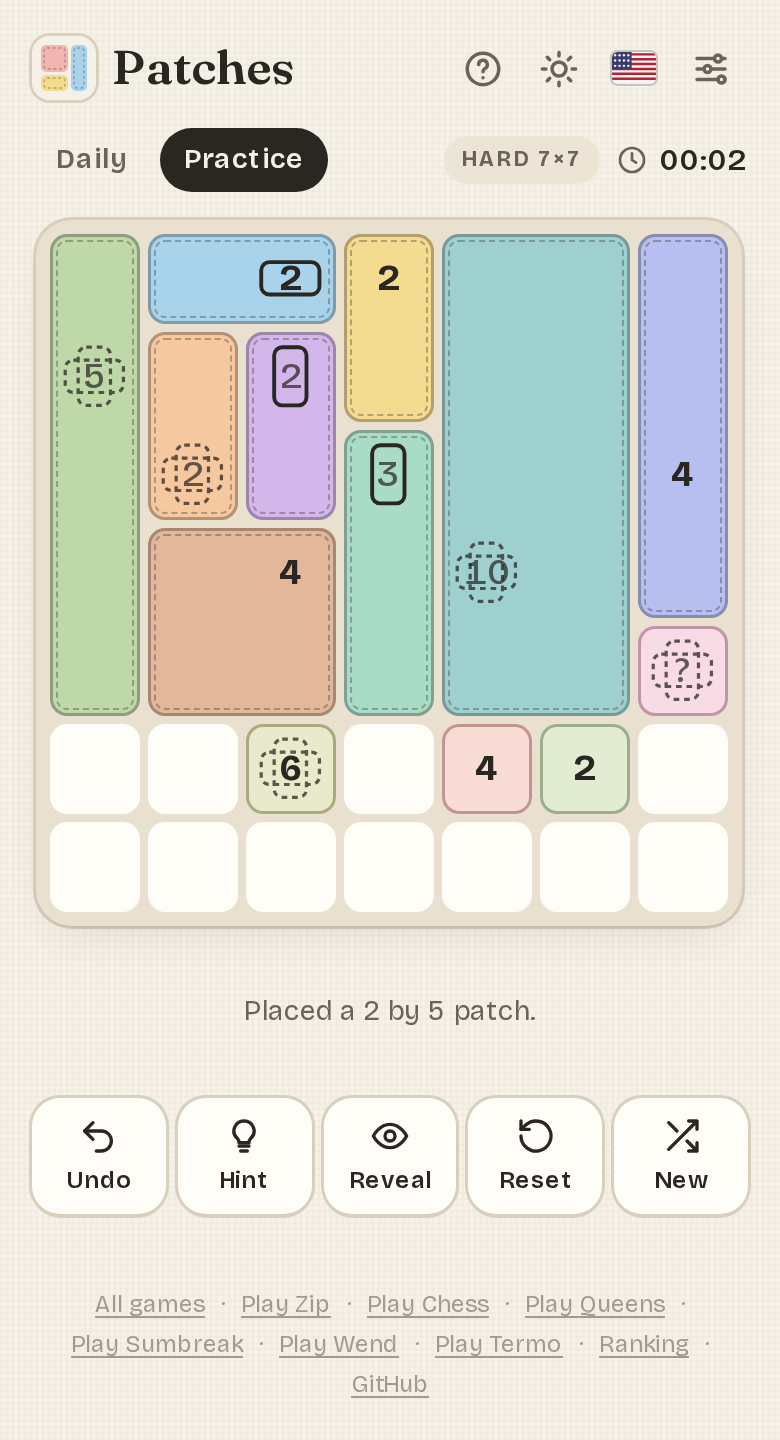 Patches
Daily Practice HARD 7×7 00:02
2 2
5 2
2 3 4
4 10
?
6 4 2
Placed a 2 by 5 patch.
Undo Hint Reveal Reset New
All games · Play Zip · Play Chess · Play Queens ·
Play Sumbreak · Play Wend · Play Termo · Ranking ·
GitHub